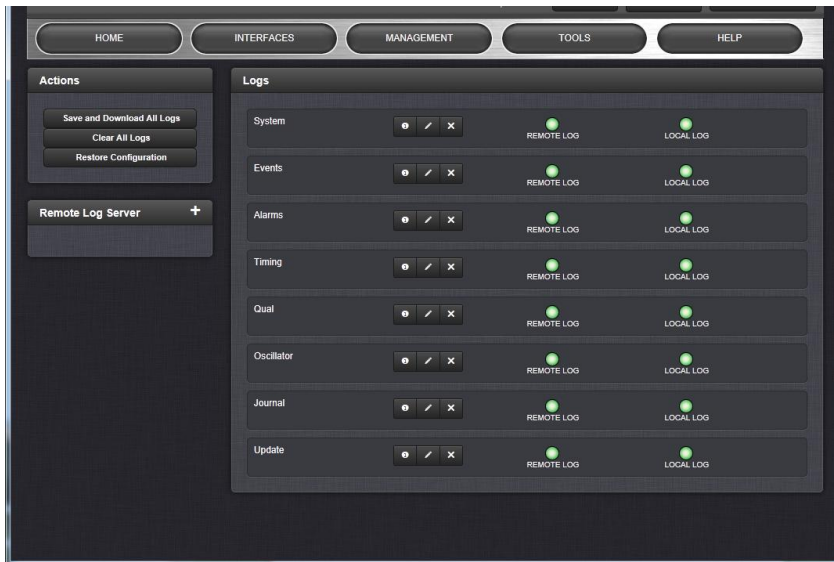 HOME INTERFACES MANAGEMENT TOOLS HELP
Actions
Save and Download All Logs
Clear All Logs
Restore Configuration
Remote Log Server +
Logs
System REMOTE LOG LOCAL LOG
Events REMOTE LOG LOCAL LOG
Alarms REMOTE LOG LOCAL LOG
Timing REMOTE LOG LOCAL LOG
Qual REMOTE LOG LOCAL LOG
Oscillator REMOTE LOG LOCAL LOG
Journal REMOTE LOG LOCAL LOG
Update REMOTE LOG LOCAL LOG